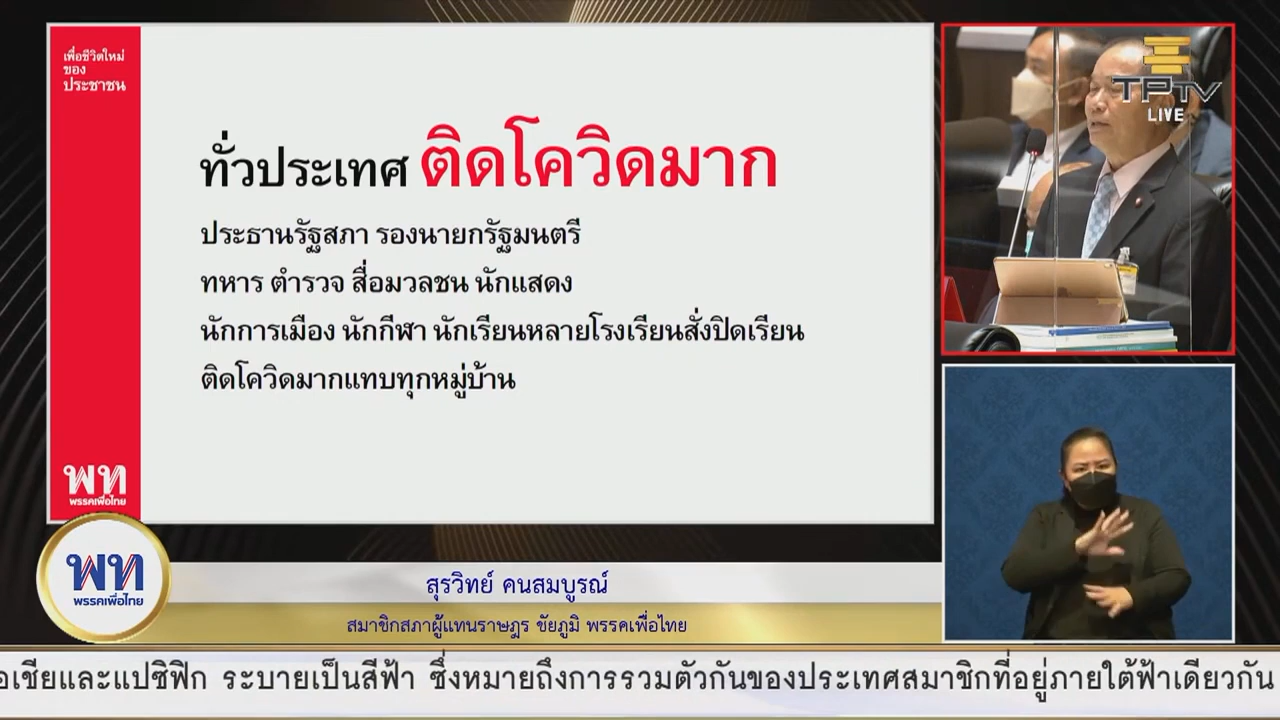 เพื่อชีวิตใหม่
ของ
ประชาชน
ทั่วประเทศ ติดโควิดมาก
ประธานรัฐสภา รองนายกรัฐมนตรี
ทหาร ตำรวจ สื่อมวลชน นักแสดง
นักการเมือง นักกีฬา นักเรียนหลายโรงเรียนสั่งปิดเรียน
ติดโควิดมากแทบทุกหมู่บ้าน
พท
พรรคเพื่อไทย
TPTV
LIVE
พท
พรรคเพื่อไทย
สุรวิทย์ คนสมบูรณ์
สมาชิกสภาผู้แทนราษฎร ชัยภูมิ พรรคเพื่อไทย
อเชียและแปซิฟิก ระบายเป็นสีฟ้า ซึ่งหมายถึงการรวมตัวกันของประเทศสมาชิกที่อยู่ภายใต้ฟ้าเดียวกัน